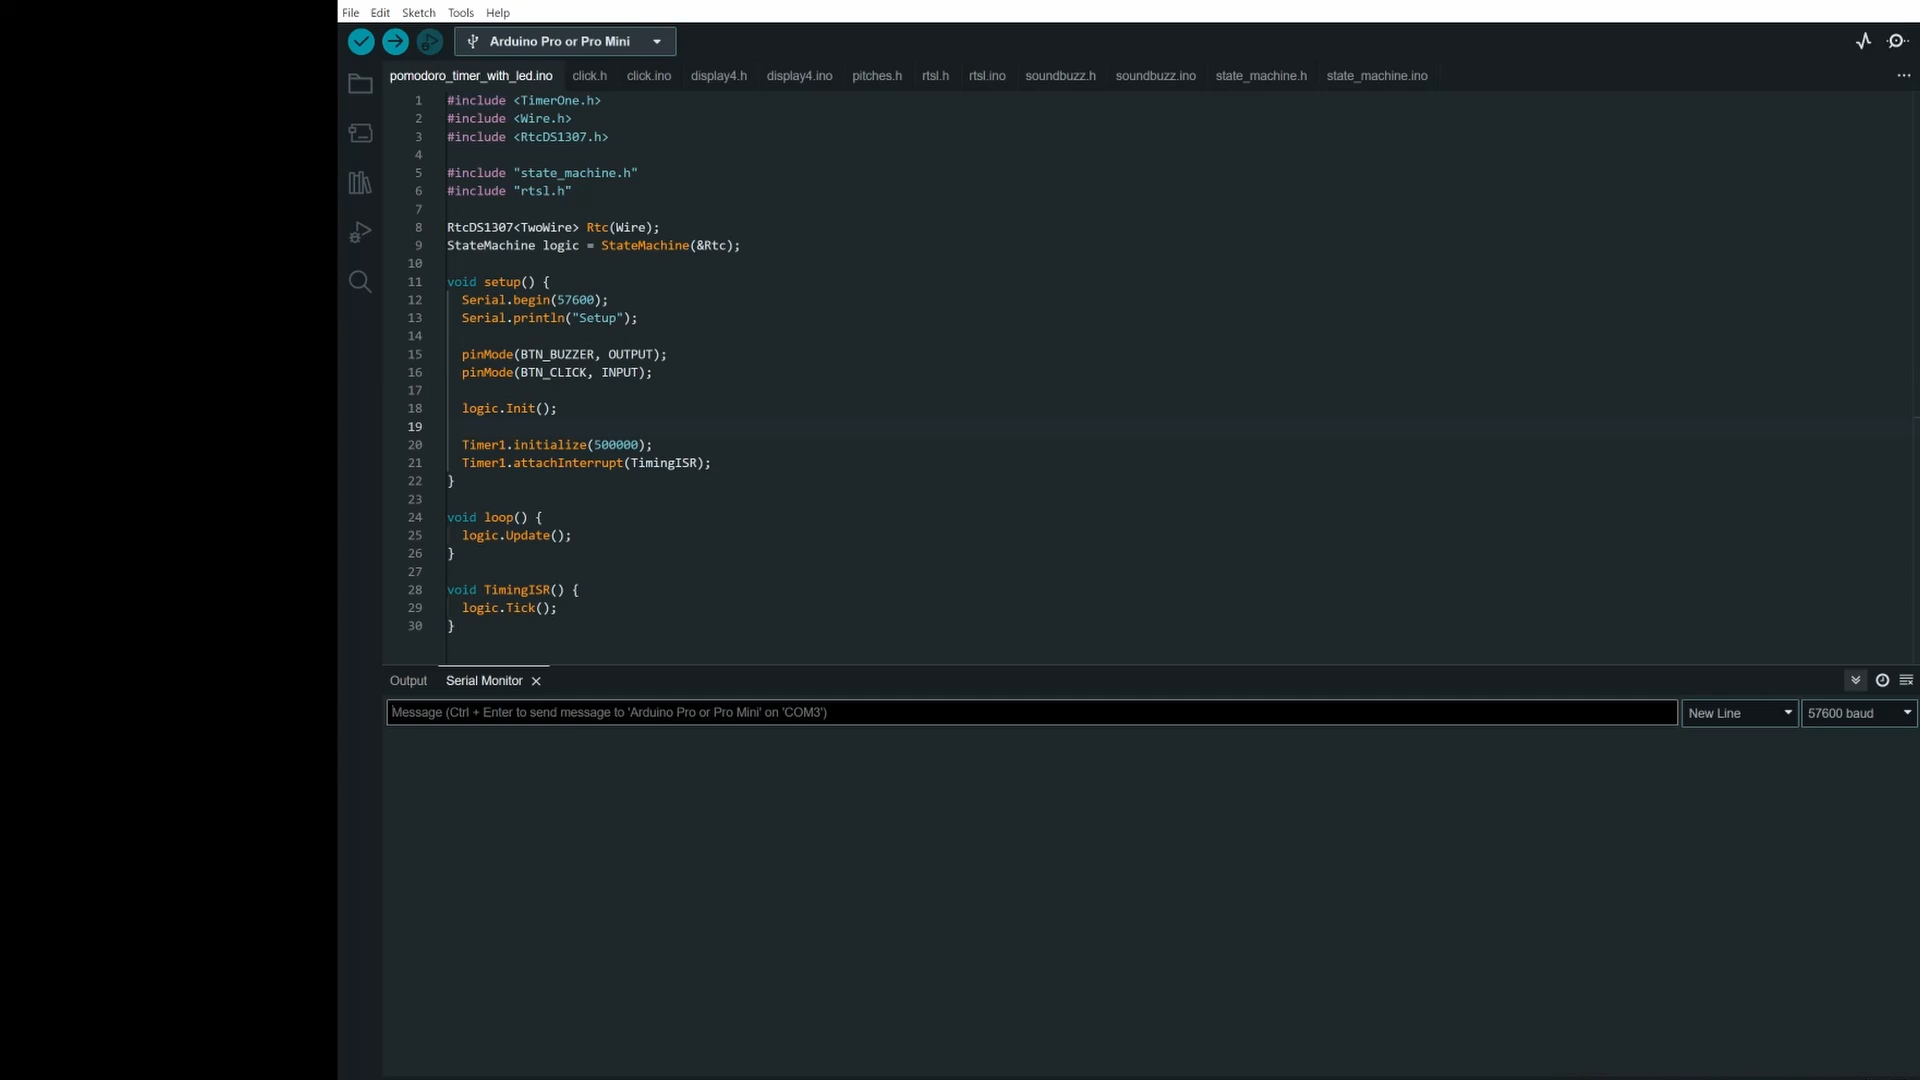 File Edit Sketch Tools Help
Arduino Pro or Pro Mini
pomodoro_timer_with_led.ino click.h click.ino display4.h display4.ino pitches.h rtsl.h rtsl.ino soundbuzz.h soundbuzz.ino state_machine.h state_machine.ino ...
1 #include <TimerOne.h>
2 #include <Wire.h>
3 #include <RtcDS1307.h>
4
5 #include "state_machine.h"
6 #include "rtsl.h"
7
8 RtcDS1307<TwoWire> Rtc(Wire);
9 StateMachine logic = StateMachine(&Rtc);
10
11 void setup() {
12 Serial.begin(57600);
13 Serial.println("Setup");
14
15 pinMode(BTN_BUZZER, OUTPUT);
16 pinMode(BTN_CLICK, INPUT);
17
18 logic.Init();
19
20 Timer1.initialize(500000);
21 Timer1.attachInterrupt(TimingISR);
22 }
23
24 void loop() {
25 logic.Update();
26 }
27
28 void TimingISR() {
29 logic.Tick();
30 }
Output Serial Monitor
Message (Ctrl + Enter to send message to 'Arduino Pro or Pro Mini' on 'COM3') New Line 57600 baud